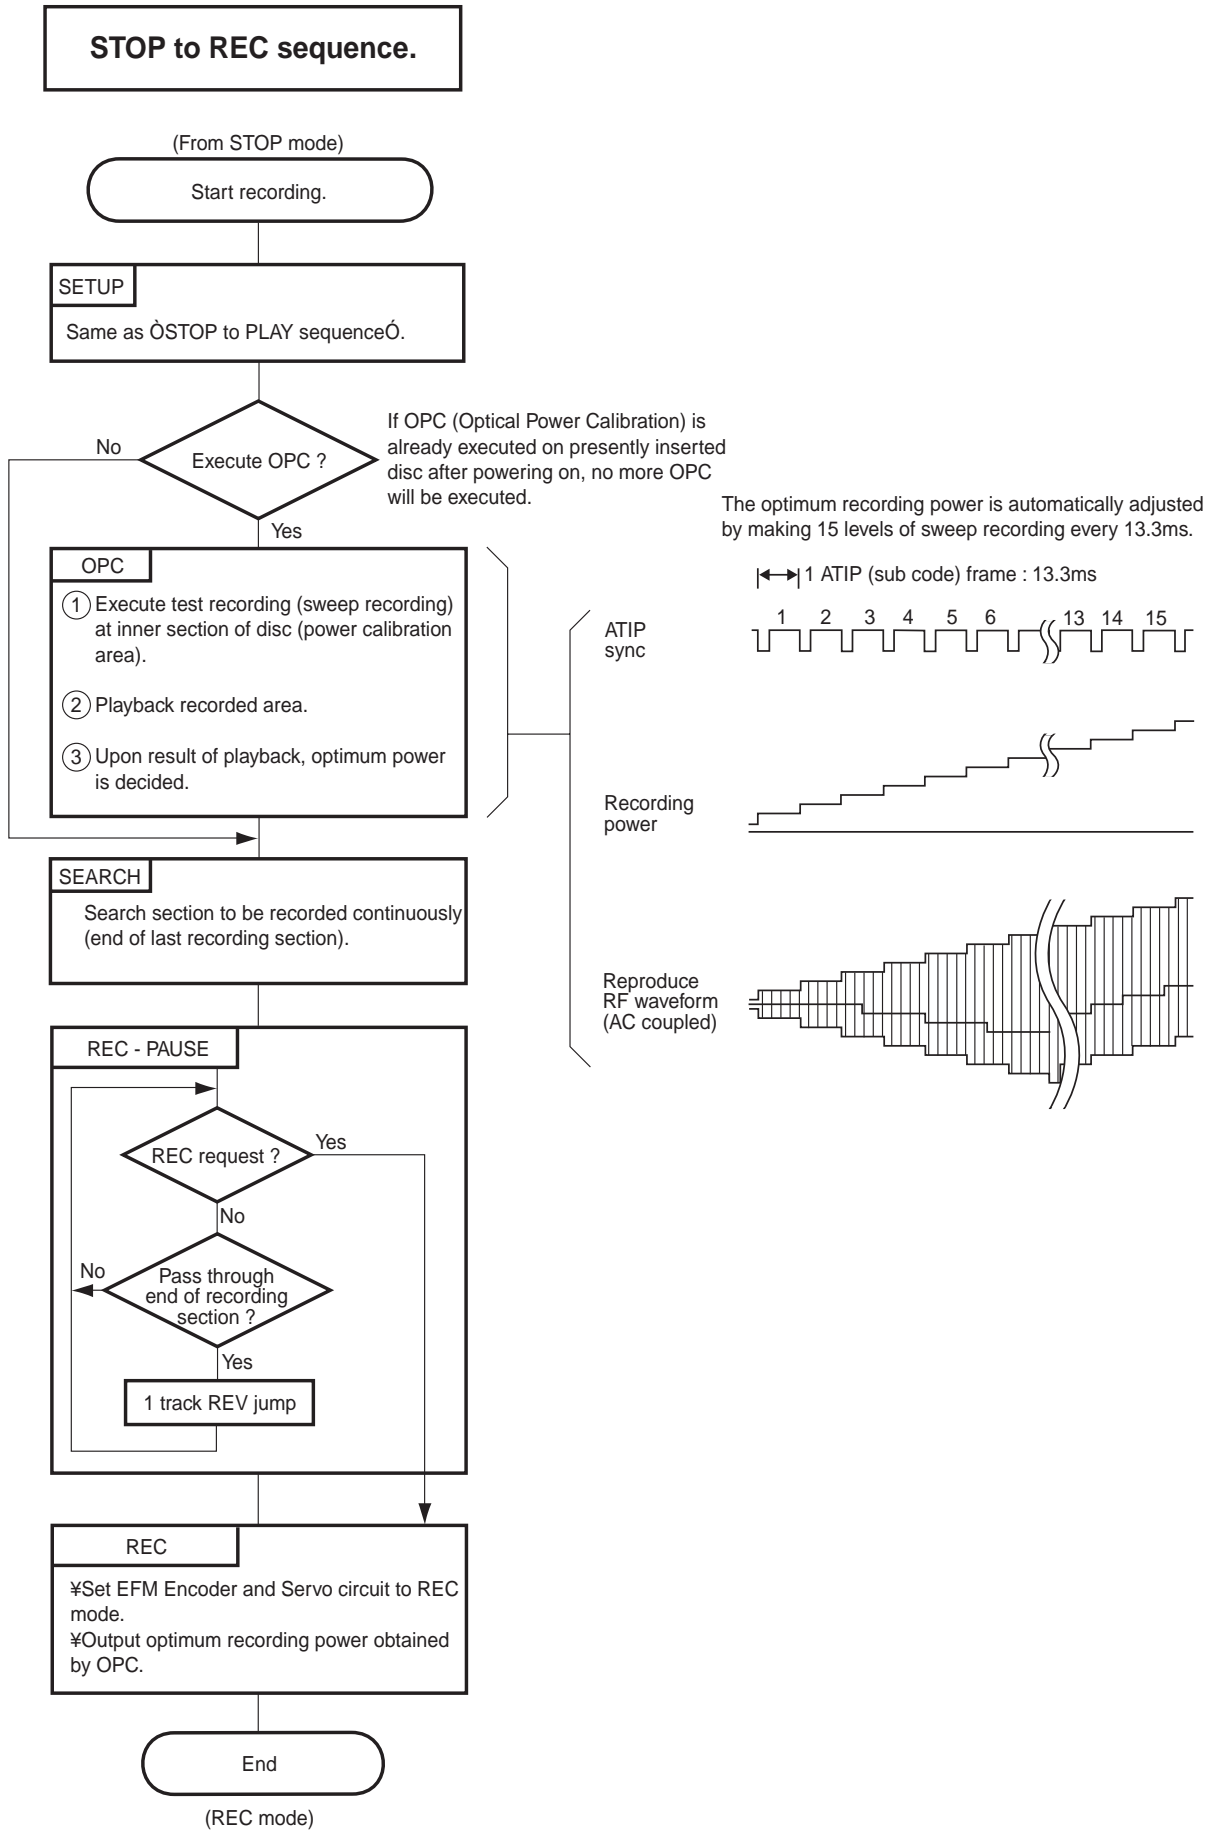 STOP to REC sequence.
(From STOP mode)
Start recording.
SETUP
Same as ÒSTOP to PLAY sequenceÓ.
No
Execute OPC ?
If OPC (Optical Power Calibration) is
already executed on presently inserted
disc after powering on, no more OPC
will be executed.
Yes
OPC
1 Execute test recording (sweep recording)
at inner section of disc (power calibration
area).
2 Playback recorded area.
3 Upon result of playback, optimum power
is decided.
The optimum recording power is automatically adjusted
by making 15 levels of sweep recording every 13.3ms.
1 ATIP (sub code) frame : 13.3ms
ATIP
sync
1 2 3 4 5 6 13 14 15
Recording
power
Reproduce
RF waveform
(AC coupled)
SEARCH
Search section to be recorded continuously
(end of last recording section).
REC - PAUSE
REC request ?
Yes
No
No
Pass through
end of recording
section ?
Yes
1 track REV jump
REC
¥Set EFM Encoder and Servo circuit to REC
mode.
¥Output optimum recording power obtained
by OPC.
End
(REC mode)